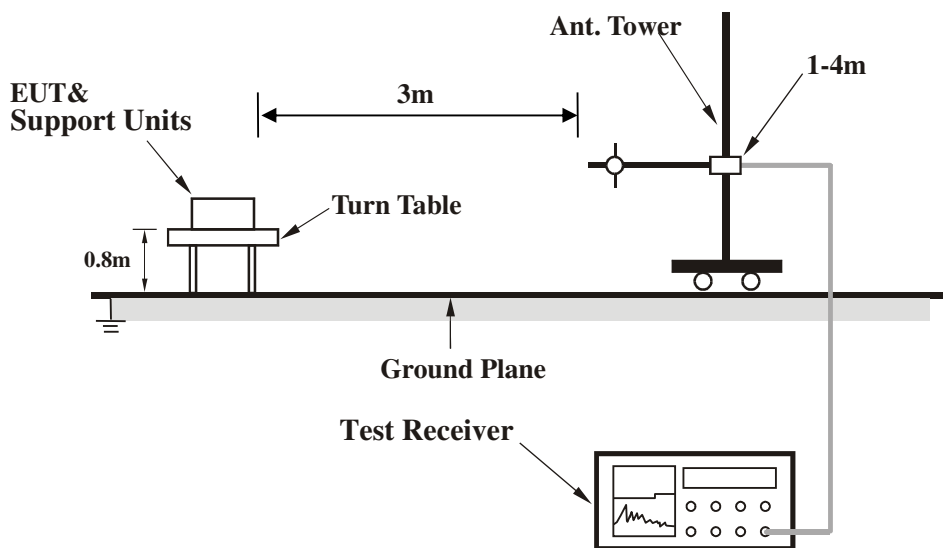 Ant. Tower
1-4m
3m
EUT&
Support Units
Turn Table
0.8m
Ground Plane
Test Receiver